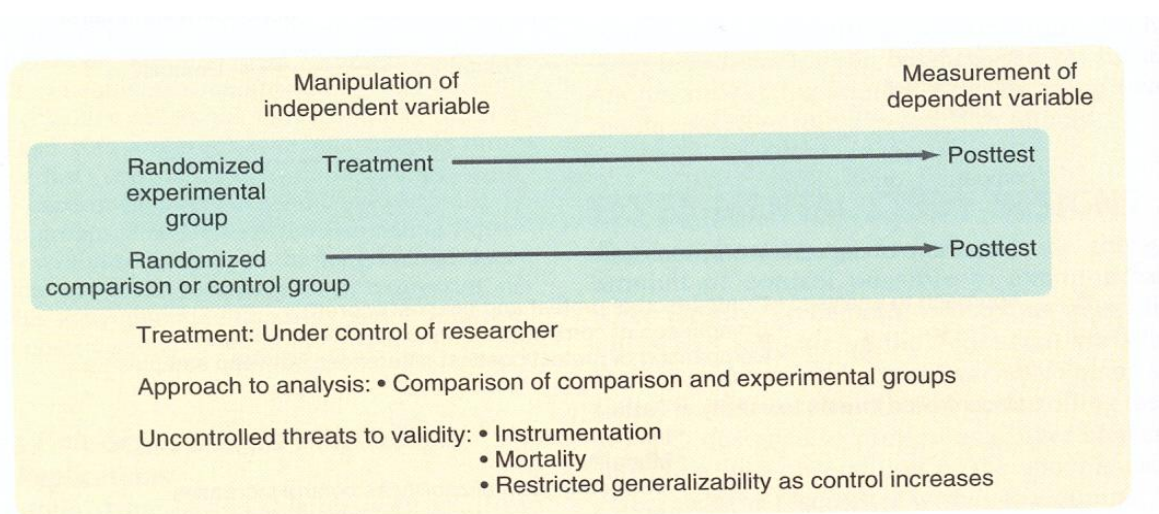 Manipulation of
independent variable
Measurement of
dependent variable
Randomized
experimental
group
Treatment
Posttest
Randomized
comparison or control group
Posttest
Treatment: Under control of researcher
Approach to analysis: • Comparison of comparison and experimental groups
Uncontrolled threats to validity: • Instrumentation
• Mortality
• Restricted generalizability as control increases